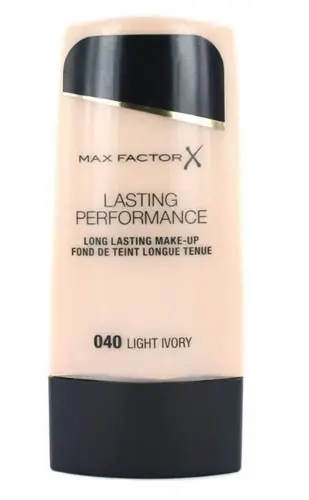 MAX FACTOR X
LASTING
PERFORMANCE
LONG LASTING MAKE-UP
FOND DE TEINT LONGUE TENUE
040 LIGHT IVORY